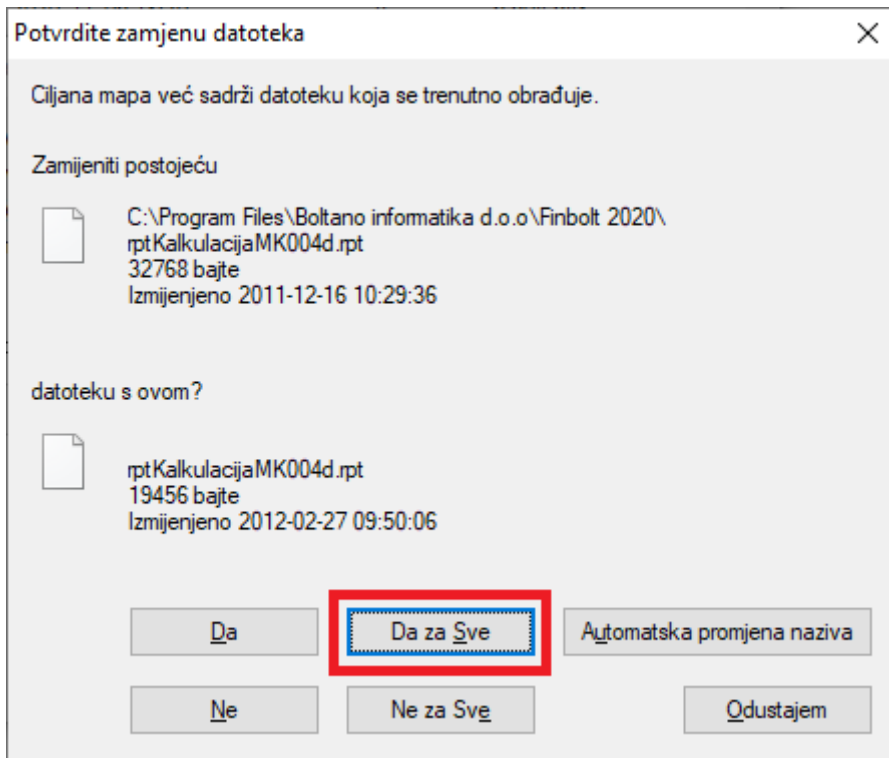 Potvrdite zamjenu datoteka
Ciljana mapa već sadrži datoteku koja se trenutno obrađuje.
Zamijeniti postojeću
C:\Program Files\Boltano informatika d.o.o\Finbolt 2020\
rptKalkulacijaMK004d.rpt
32768 bajte
Izmijenjeno 2011-12-16 10:29:36
datoteku s ovom?
rptKalkulacijaMK004d.rpt
19456 bajte
Izmijenjeno 2012-02-27 09:50:06
Da
Da za Sve
Automatska promjena naziva
Ne
Ne za Sve
Odustajem